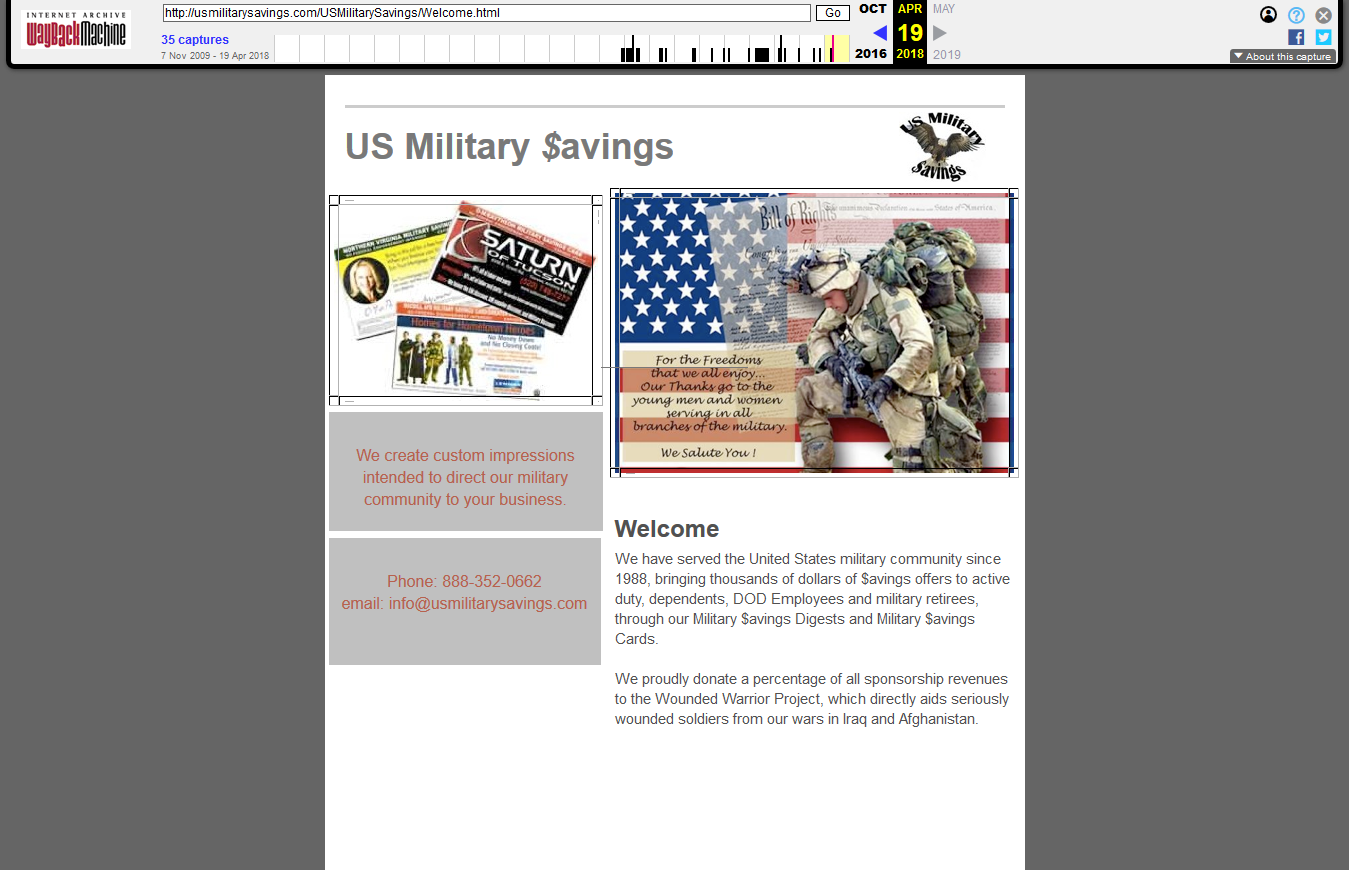 INTERNET ARCHIVE
WayBackMachine
http://usmilitarysavings.com/USMilitarySavings/Welcome.html
Go
OCT
APR
MAY
35 captures
19
7 Nov 2009 - 19 Apr 2018
2016
2018
2019
About this capture
US Military $avings
US Military
$avings
NORTHERN VIRGINIA MILITARY
SATURN
OF TUCSON
Homes for Hometown Heroes
No Money Down
and No Closing Costs!
Bill of Rights
States of America.
For the Freedoms
that we all enjoy...
Our Thanks go to the
young men and women
serving in all
branches of the military.
We Salute You !
We create custom impressions
intended to direct our military
community to your business.
Phone: 888-352-0662
email: info@usmilitarysavings.com
Welcome
We have served the United States military community since
1988, bringing thousands of dollars of $avings offers to active
duty, dependents, DOD Employees and military retirees,
through our Military $avings Digests and Military $avings
Cards.
We proudly donate a percentage of all sponsorship revenues
to the Wounded Warrior Project, which directly aids seriously
wounded soldiers from our wars in Iraq and Afghanistan.